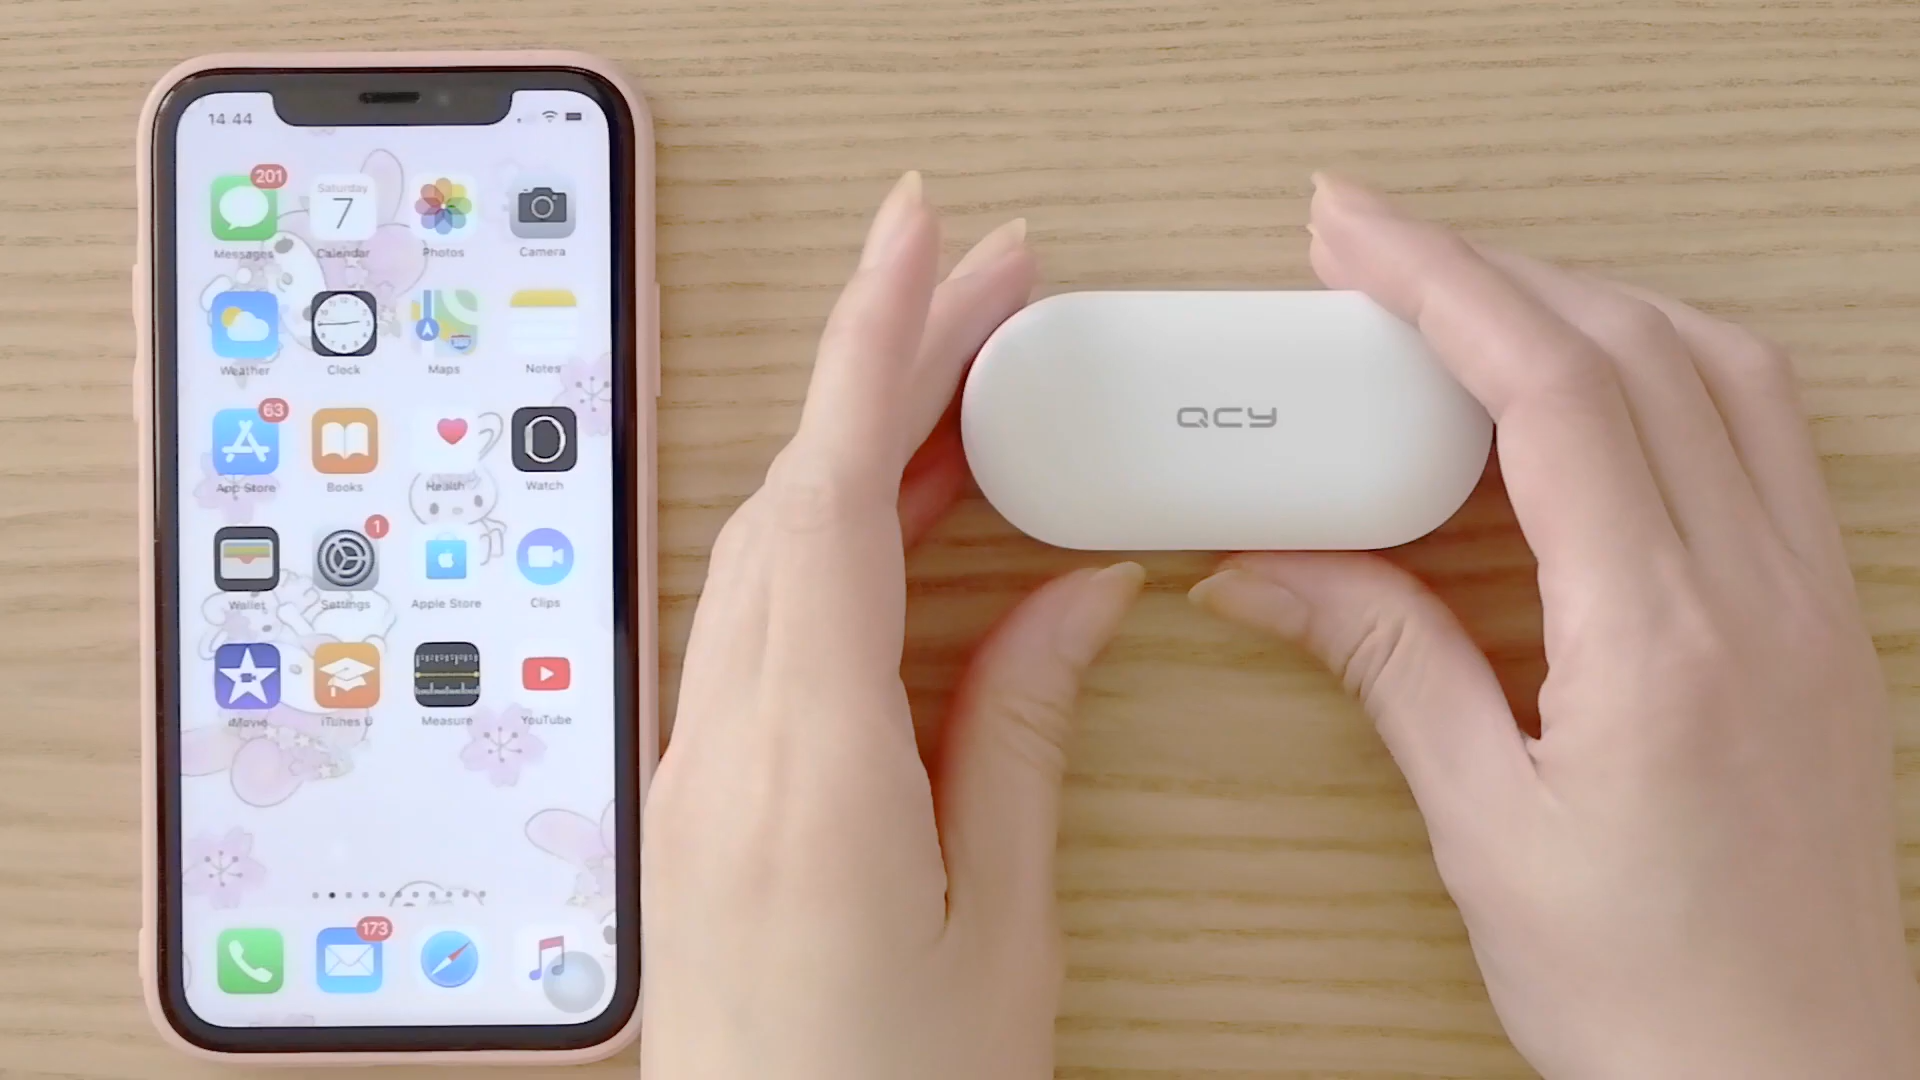 14:44
201
Saturday
7
Messages
Calendar
Photos
Camera
Weather
Clock
Maps
Notes
63
App Store
Books
Health
Watch
1
Wallet
Settings
Apple Store
Clips
iMovie
iTunes U
Measure
YouTube
173
QCY